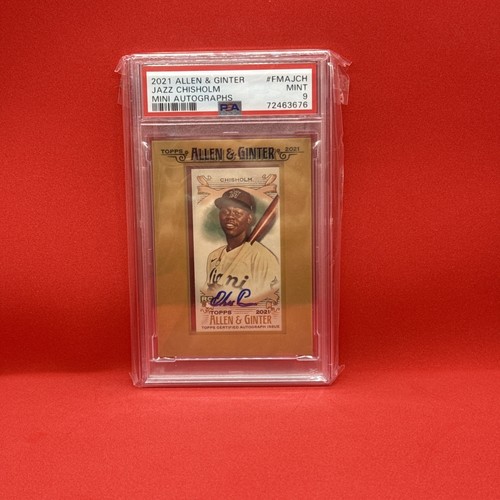 2021 ALLEN & GINTER #FMAJCH
JAZZ CHISHOLM MINT
MINI AUTOGRAPHS PSA 9
72463676
TOPPS ALLEN & GINTER 2021
CHISHOLM
RC
TOPPS 2021
ALLEN & GINTER
TOPPS CERTIFIED AUTOGRAPH ISSUE